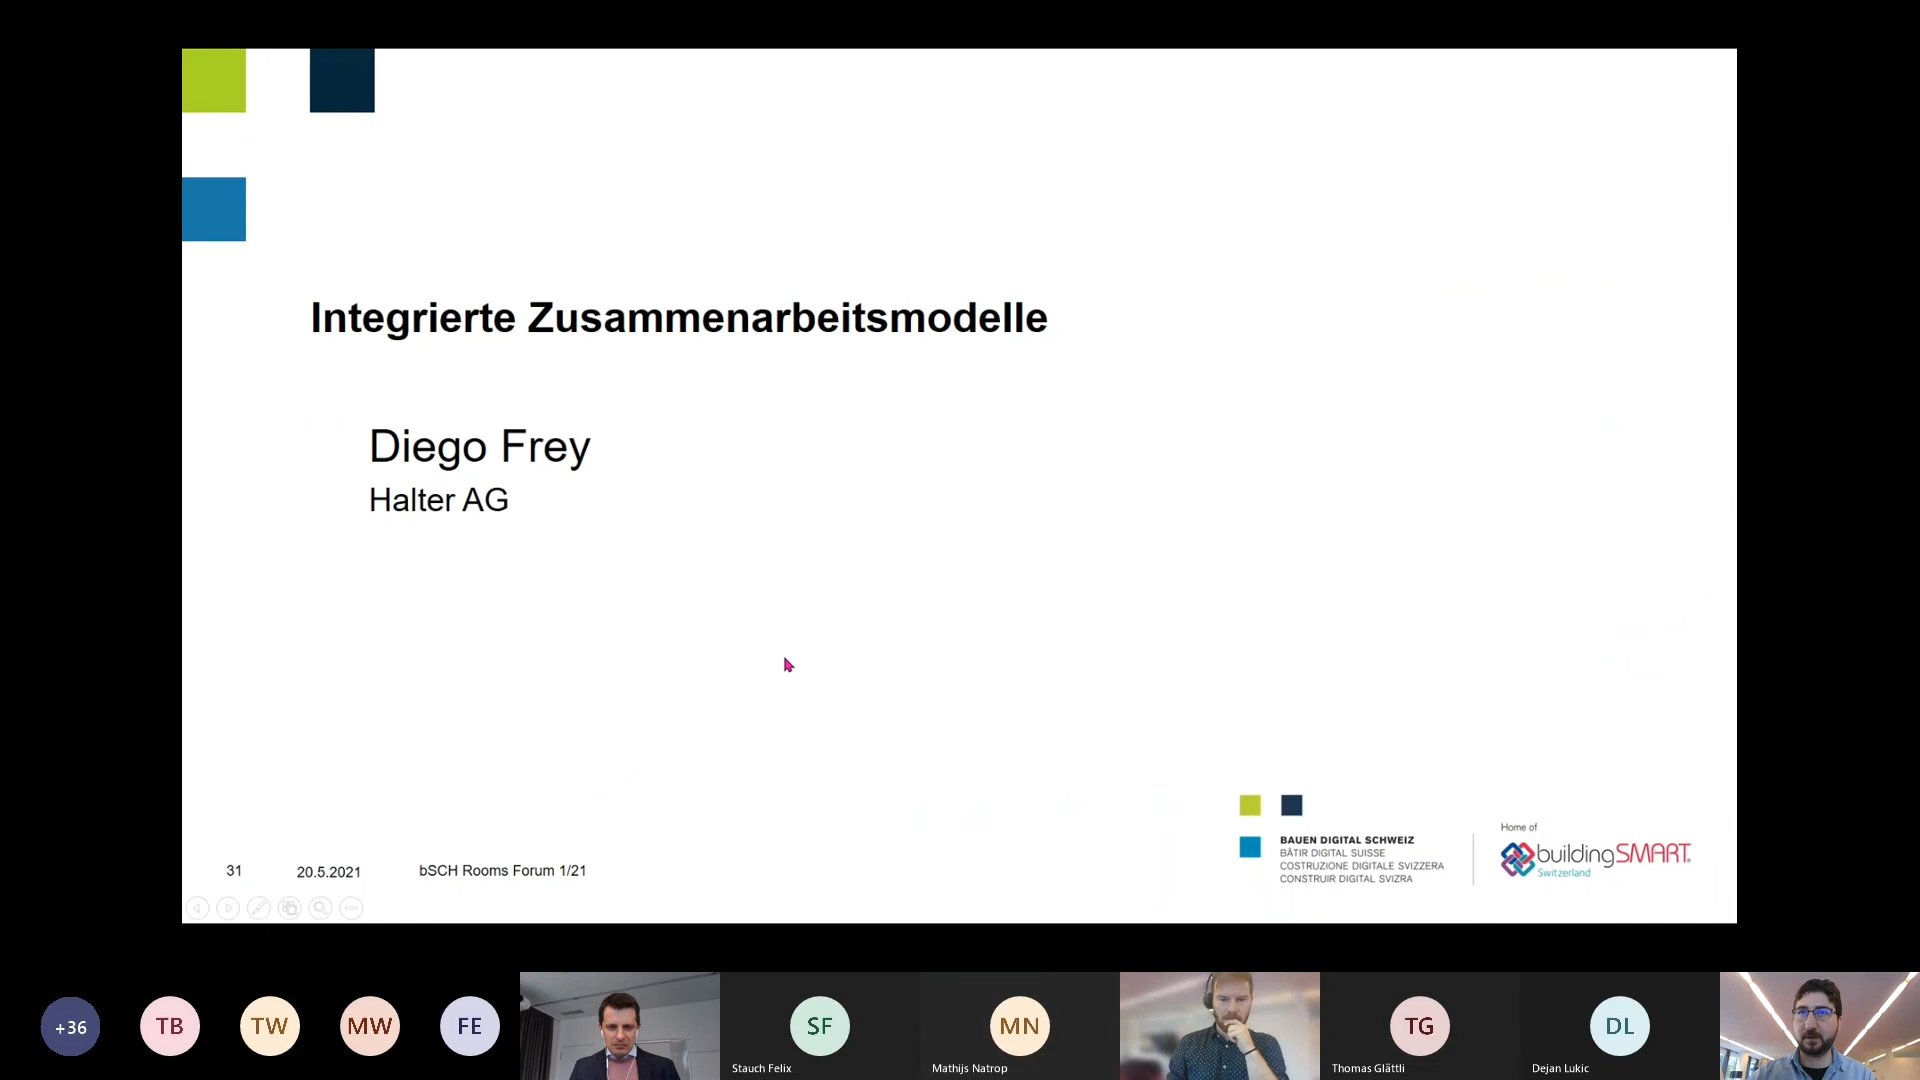 Integrierte Zusammenarbeitsmodelle
Diego Frey
Halter AG
31
20.5.2021
bSCH Rooms Forum 1/21
BAUEN DIGITAL SCHWEIZ
BÂTIR DIGITAL SUISSE
COSTRUZIONE DIGITALE SVIZZERA
CONSTRUIR DIGITAL SVIZRA
Home of
buildingSMART
Switzerland
+36
TB
TW
MW
FE
SF
Stauch Felix
MN
Mathijs Natrop
TG
Thomas Glättli
DL
Dejan Lukic